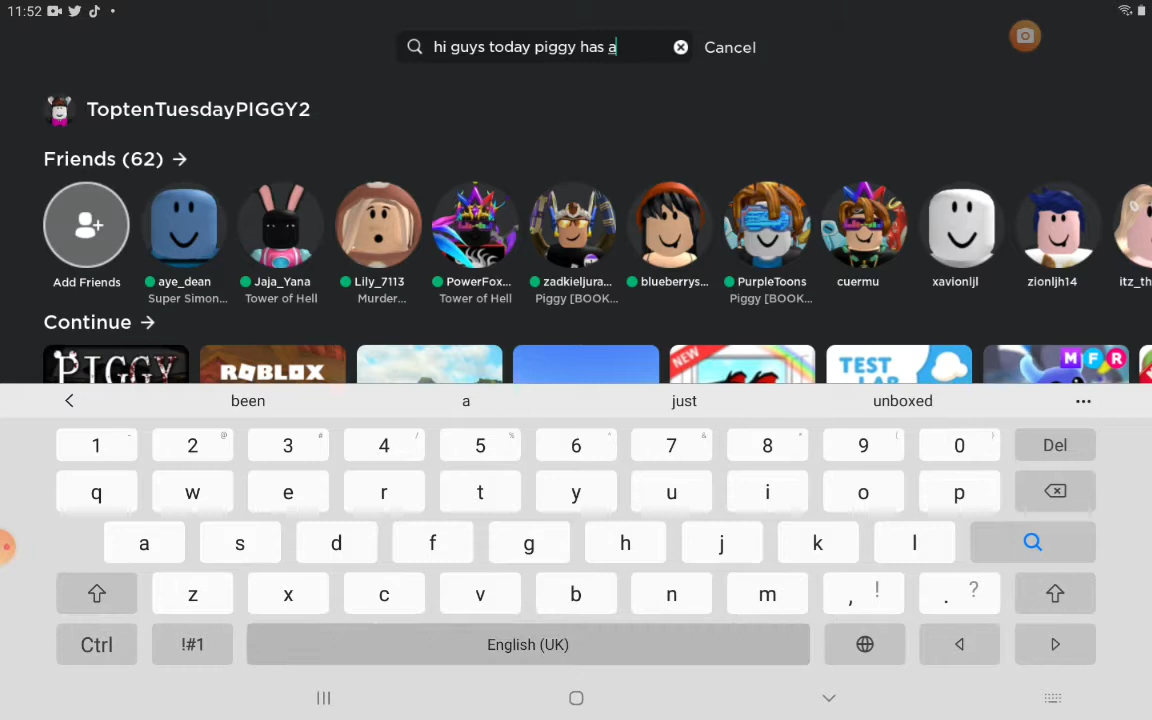 11:52
hi guys today piggy has a
Cancel
ToptenTuesdayPIGGY2
Friends (62) →
Add Friends
aye_dean
Super Simon...
Jaja_Yana
Tower of Hell
Lily_7113
Murder...
PowerFox...
Tower of Hell
zadkieljura...
Piggy [BOOK...
blueberrys...
PurpleToons
Piggy [BOOK...
cuermu
xavionijl
zionljh14
itz_th
Continue →
PIGGY
ROBLOX
NEW
TEST
LAB
M F R
been a just unboxed
1 - 2 @ 3 # 4 / 5 % 6 ^ 7 & 8 * 9 ( 0 ) Del
q w e r t y u i o p
a s d f g h j k l
z x c v b n m , ! . ?
Ctrl !#1 English (UK)